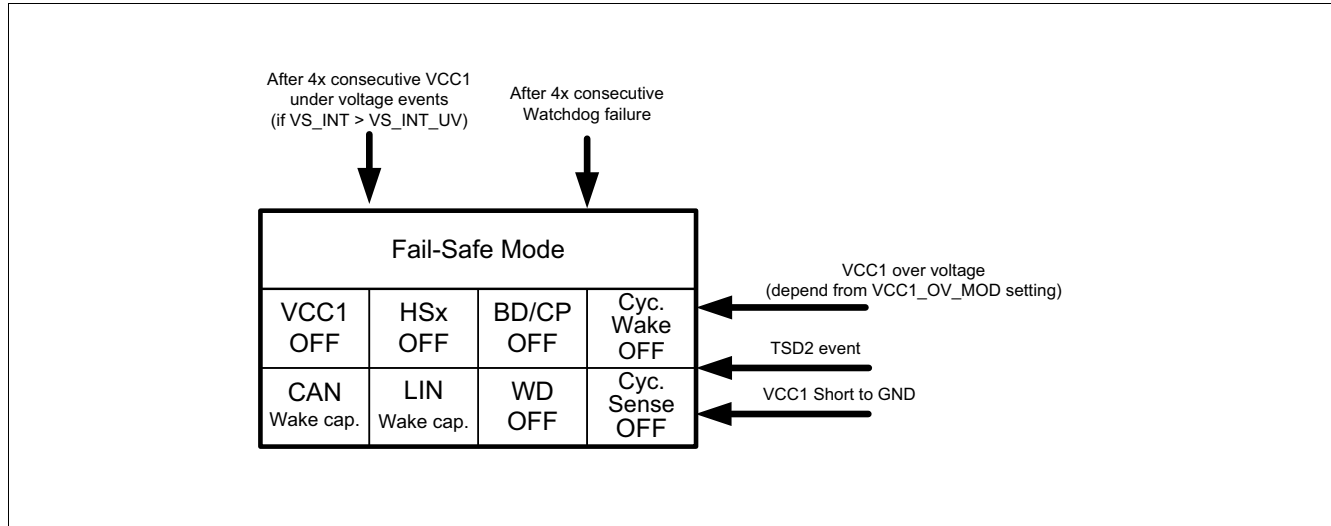 After 4x consecutive VCC1
under voltage events
(if VS_INT > VS_INT_UV)
After 4x consecutive
Watchdog failure
Fail-Safe Mode
VCC1
OFF
HSx
OFF
BD/CP
OFF
Cyc.
Wake
OFF
CAN
Wake cap.
LIN
Wake cap.
WD
OFF
Cyc.
Sense
OFF
VCC1 over voltage
(depend from VCC1_OV_MOD setting)
TSD2 event
VCC1 Short to GND